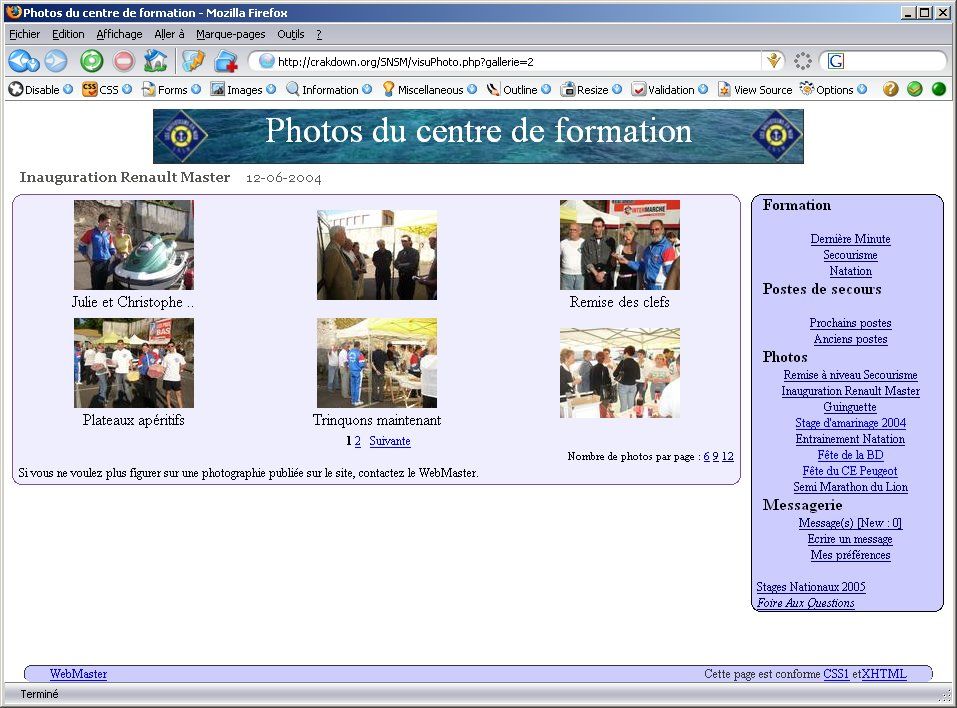 Photos du centre de formation - Mozilla Firefox
Fichier Edition Affichage Aller à Marque-pages Outils ?
http://crakdown.org/SNSM/visuPhoto.php?gallerie=2 G
Disable CSS CSS Forms Images Information Miscellaneous Outline Resize Validation View Source Options ?
Photos du centre de formation
Inauguration Renault Master 12-06-2004
INTERMARCHE
Julie et Christophe ..
Remise des clefs
BAS
Plateaux apéritifs
Trinquons maintenant
1 2 Suivante
Nombre de photos par page : 6 9 12
Si vous ne voulez plus figurer sur une photographie publiée sur le site, contactez le WebMaster.
Formation
Dernière Minute
Secourisme
Natation
Postes de secours
Prochains postes
Anciens postes
Photos
Remise à niveau Secourisme
Inauguration Renault Master
Guinguette
Stage d'amarinage 2004
Entrainement Natation
Fête de la BD
Fête du CE Peugeot
Semi Marathon du Lion
Messagerie
Message(s) [New : 0]
Ecrire un message
Mes préférences
Stages Nationaux 2005
Foire Aux Questions
WebMaster
Cette page est conforme CSS1 etXHTML
Terminé